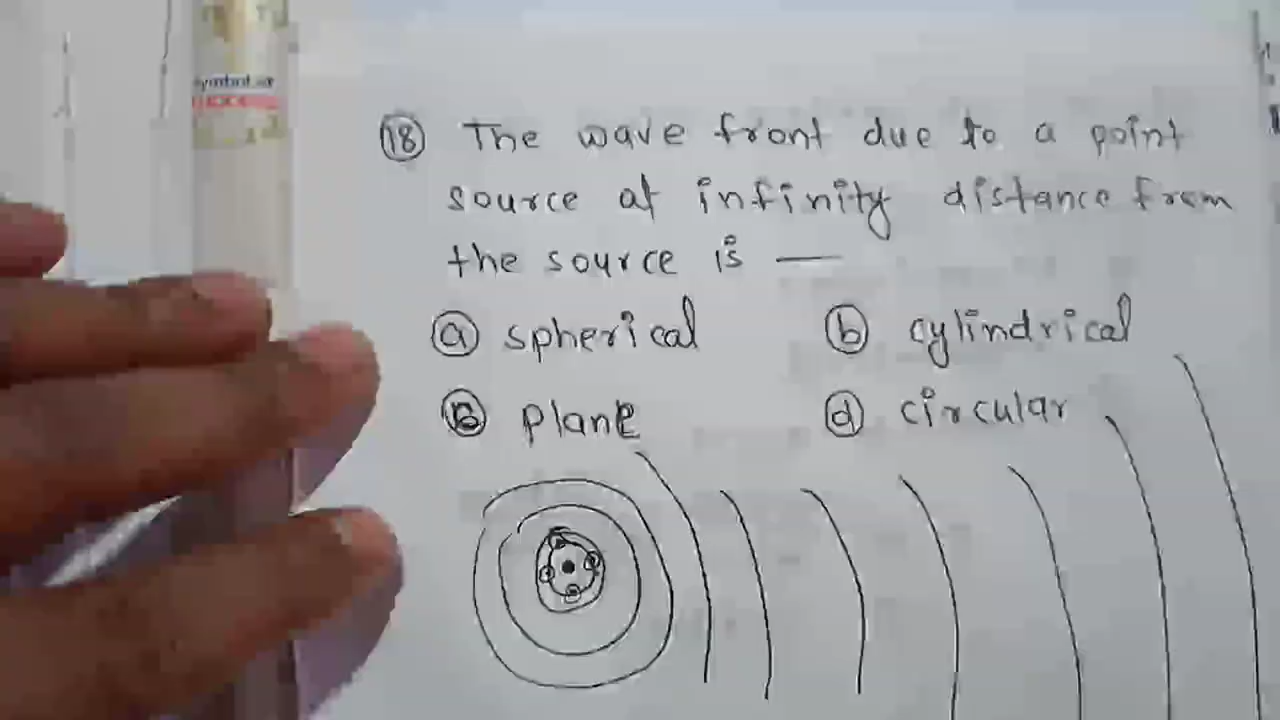 18 The wave front due to a point
source at infinity distance from
the source is —
a spherical
b cylindrical
c plane
d circular